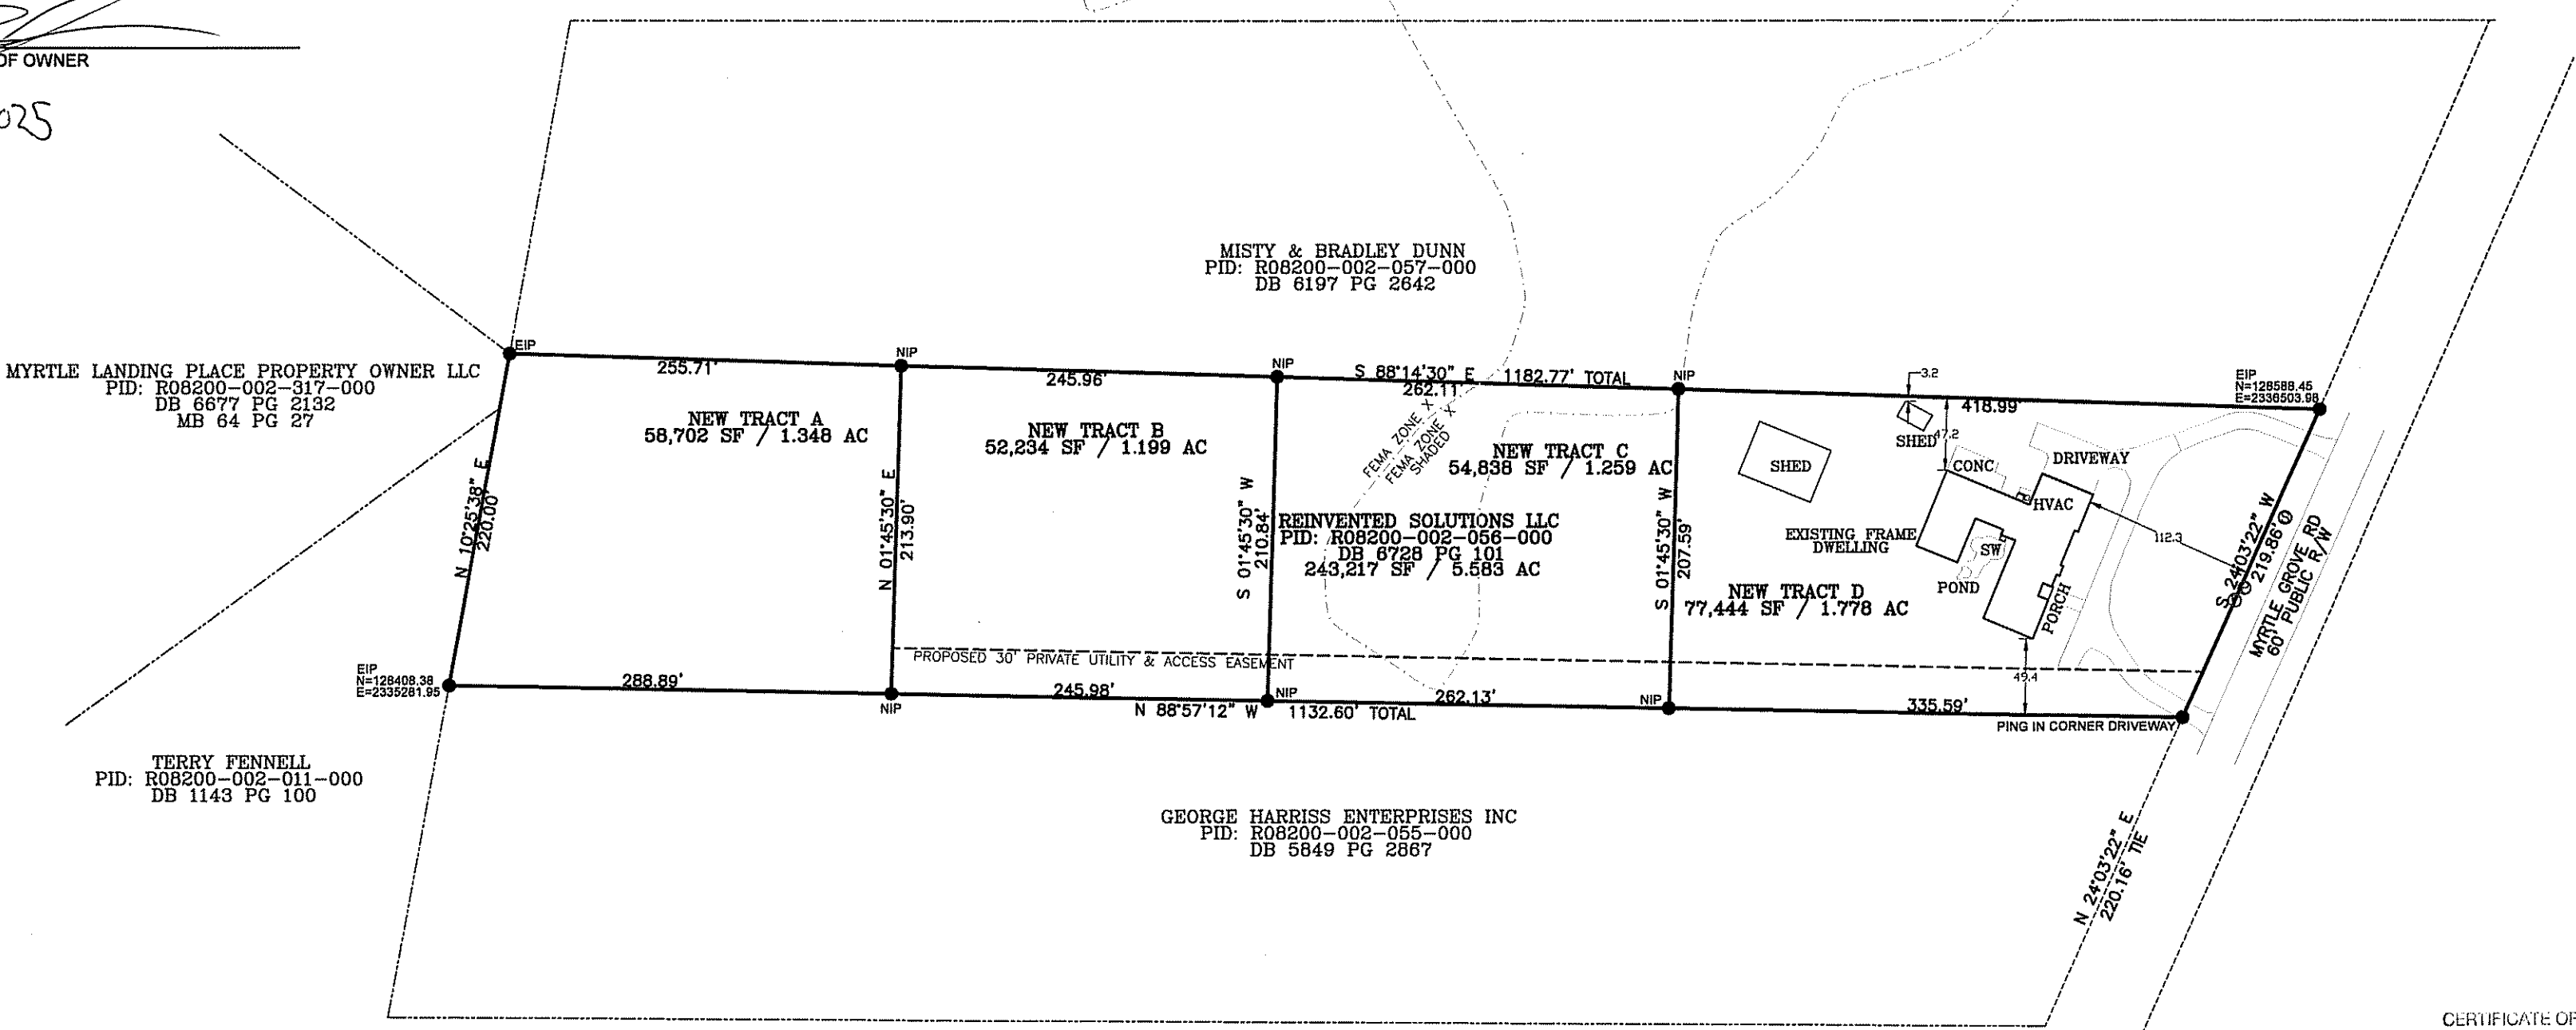 OF OWNER
025
MISTY & BRADLEY DUNN
PID: R08200-002-057-000
DB 6197 PG 2642
MYRTLE LANDING PLACE PROPERTY OWNER LLC
PID: R08200-002-317-000
DB 6677 PG 2132
MB 64 PG 27
EIP
255.71'
NIP
245.96'
NIP
S 88°14'30" E 1182.77' TOTAL
262.11'
NIP
3.2
418.99'
EIP
N=128588.45
E=2336503.98
NEW TRACT A
58,702 SF / 1.348 AC
NEW TRACT B
52,234 SF / 1.199 AC
FEMA ZONE X
FEMA ZONE X
SHADED
NEW TRACT C
54,838 SF / 1.259 AC
SHED
SHED
47.2
CONC
DRIVEWAY
HVAC
N 10°25'38" E
220.00'
N 01°45'30" E
213.90'
S 01°45'30" W
210.84'
REINVENTED SOLUTIONS LLC
PID: R08200-002-056-000
DB 6728 PG 101
243,217 SF / 5.583 AC
S 01°45'30" W
207.59'
EXISTING FRAME
DWELLING
SW
POND
PORCH
112.3
S 24°03'22" W
219.86'
MYRTLE GROVE RD
60' PUBLIC R/W
NEW TRACT D
77,444 SF / 1.778 AC
PROPOSED 30' PRIVATE UTILITY & ACCESS EASEMENT
49.4
EIP
N=128408.38
E=2335281.95
288.89'
NIP
245.98'
NIP
N 88°57'12" W 1132.60' TOTAL
262.13'
NIP
335.59'
PING IN CORNER DRIVEWAY
TERRY FENNELL
PID: R08200-002-011-000
DB 1143 PG 100
GEORGE HARRISS ENTERPRISES INC
PID: R08200-002-055-000
DB 5849 PG 2867
N 24°03'22" E
220.16' TIE
CERTIFICATE OF